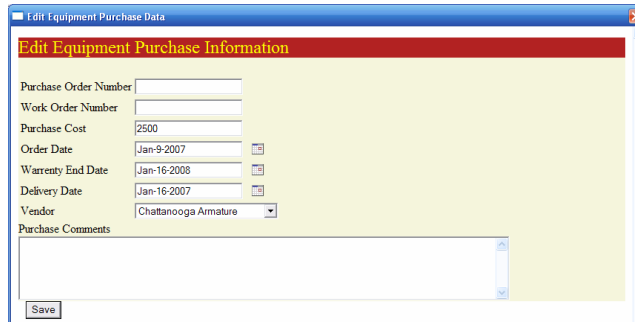 Edit Equipment Purchase Data
Edit Equipment Purchase Information
Purchase Order Number
Work Order Number
Purchase Cost 2500
Order Date Jan-9-2007
Warrenty End Date Jan-16-2008
Delivery Date Jan-16-2007
Vendor Chattanooga Armature
Purchase Comments
Save